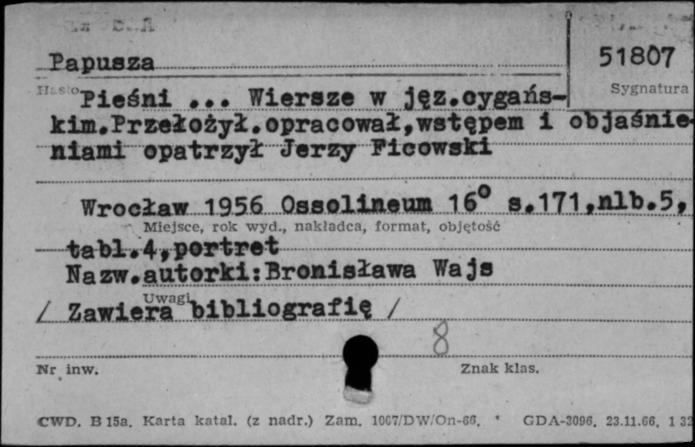 Papusza
51807
Hasło
Sygnatura
Pieśni ... Wiersze w jęz.cygańs-
kim.Przełożył.opracował,wstępem i objaśnie-
niami opatrzył Jerzy Ficowski
Wrocław 1956 Ossolineum 16° s.171,nlb.5,
Miejsce, rok wyd., nakładca, format, objętość
tabl.4,portret
Nazw.autorki:Bronisława Wajs
Uwagi
/ Zawiera bibliografię /
8
Nr inw.
Znak klas.
CWD. B 15a. Karta katal. (z nadr.) Zam. 1007/DW/On-66. GDA-3096. 23.11.66. 1 33